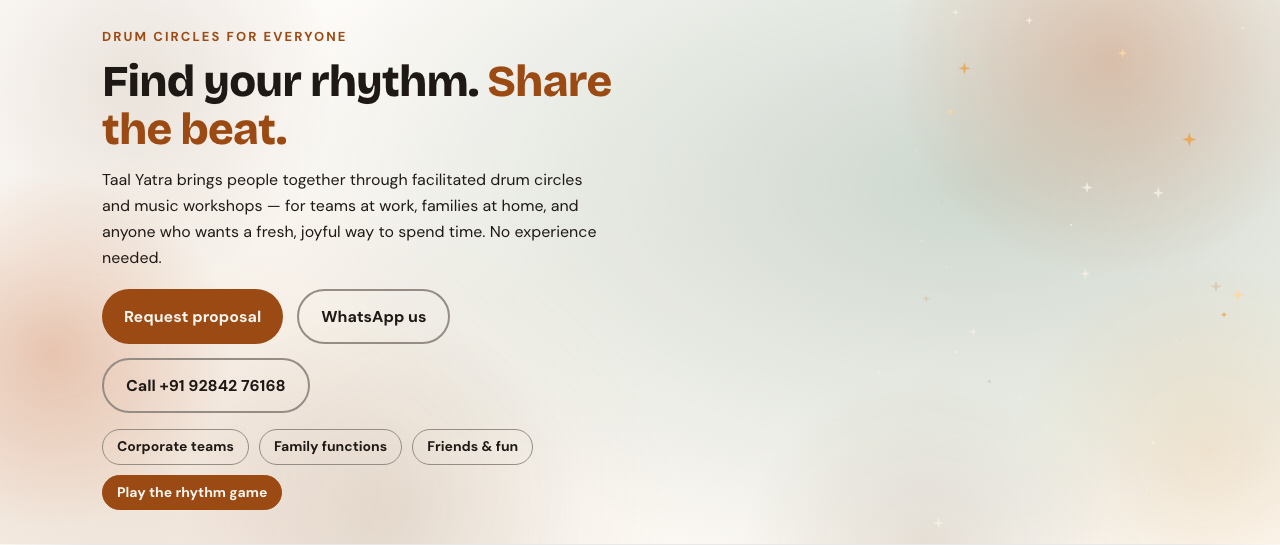 DRUM CIRCLES FOR EVERYONE
Find your rhythm. Share
the beat.
Taal Yatra brings people together through facilitated drum circles
and music workshops — for teams at work, families at home, and
anyone who wants a fresh, joyful way to spend time. No experience
needed.
Request proposal WhatsApp us
Call +91 92842 76168
Corporate teams Family functions Friends & fun
Play the rhythm game